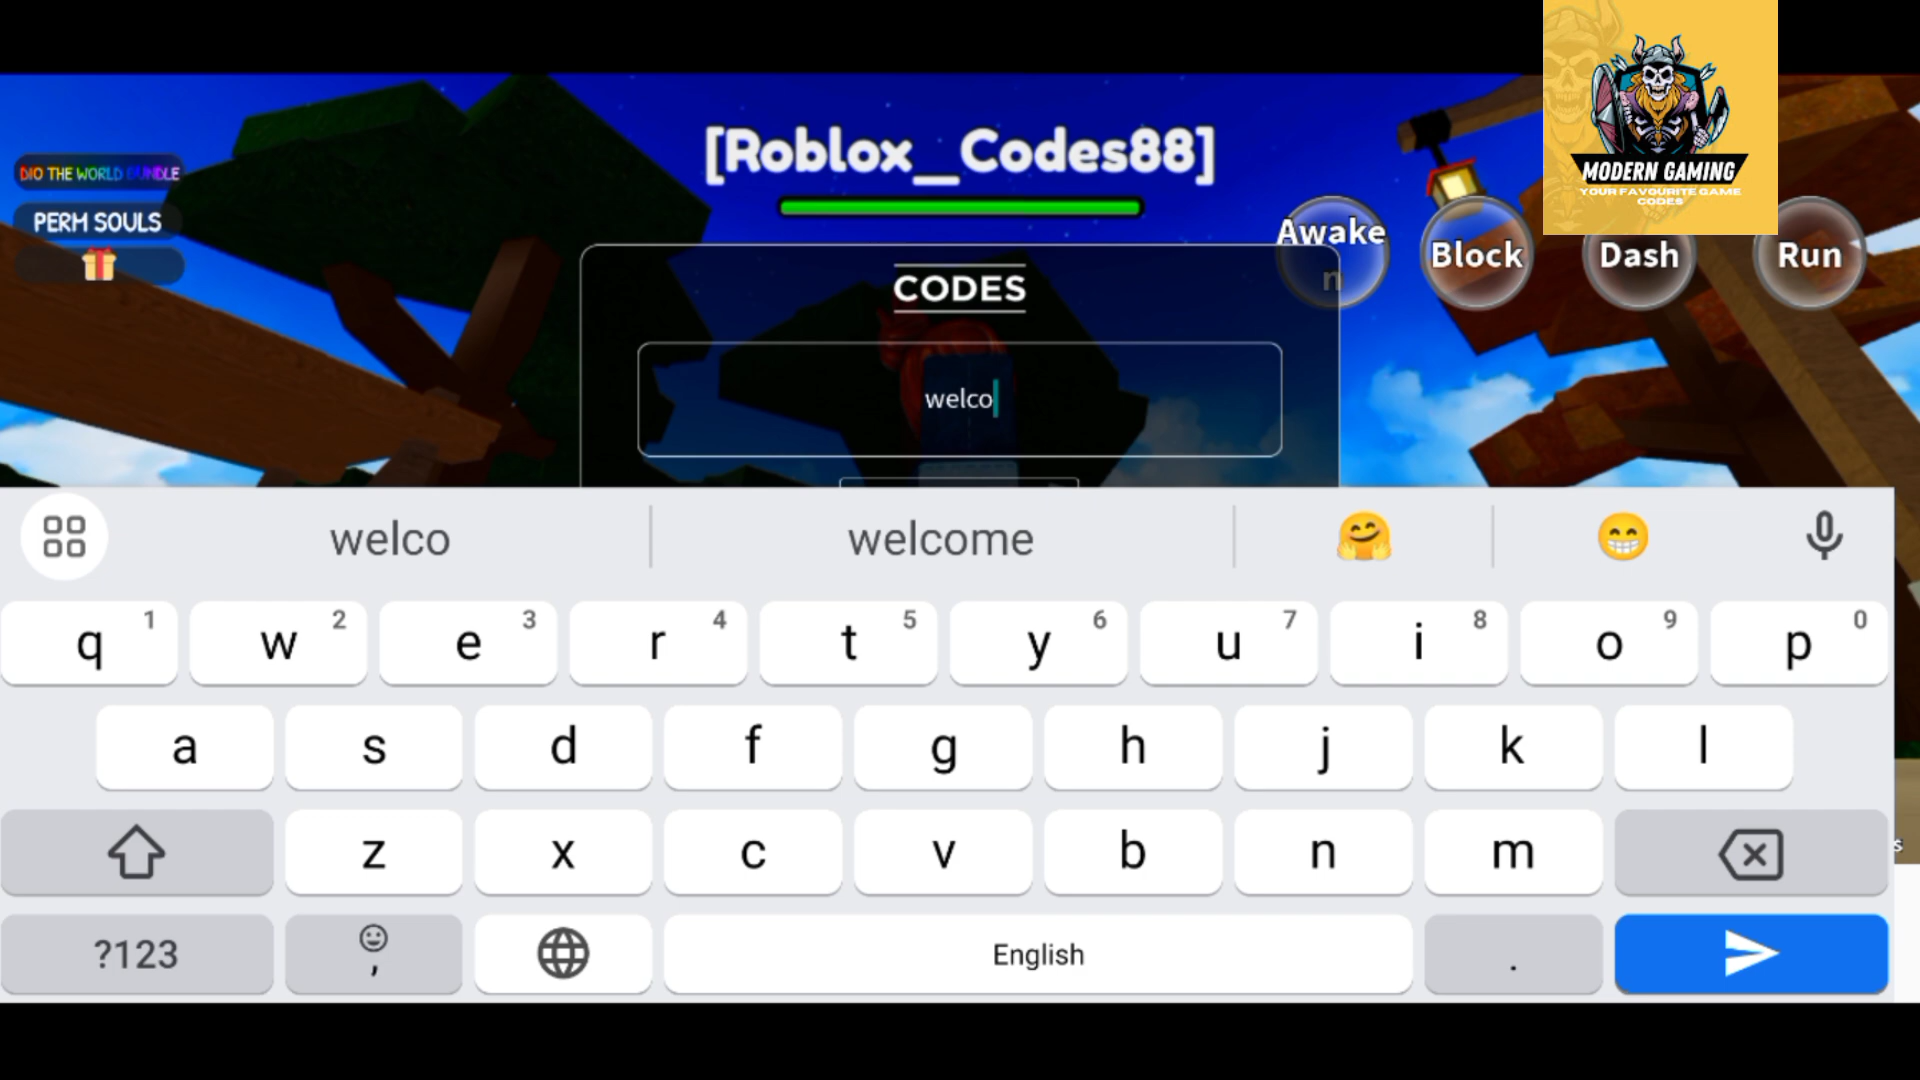 [Roblox__Codes88]
DIO THE WORLD BUNDLE
PERM SOULS
MODERN GAMING
YOUR FAVOURITE GAME
CODES
Awake
n
Block
Dash
Run
CODES
welco
welco
welcome
q 1
w 2
e 3
r 4
t 5
y 6
u 7
i 8
o 9
p 0
a
s
d
f
g
h
j
k
l
z
x
c
v
b
n
m
s
?123
,
English
.